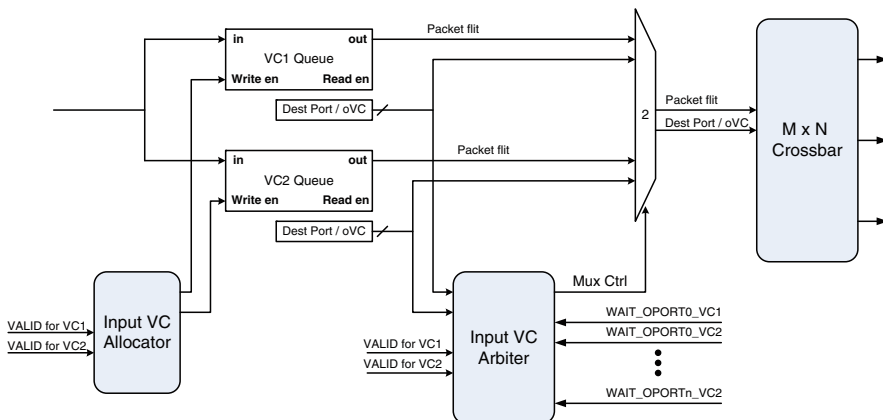 in
out
VC1 Queue
Write en
Read en
Packet flit
Dest Port / oVC
in
out
VC2 Queue
Write en
Read en
Packet flit
Dest Port / oVC
2
Packet flit
Dest Port / oVC
M x N
Crossbar
Mux Ctrl
Input VC
Allocator
VALID for VC1
VALID for VC2
Input VC
Arbiter
VALID for VC1
VALID for VC2
WAIT_OPORT0_VC1
WAIT_OPORT0_VC2
WAIT_OPORTn_VC2